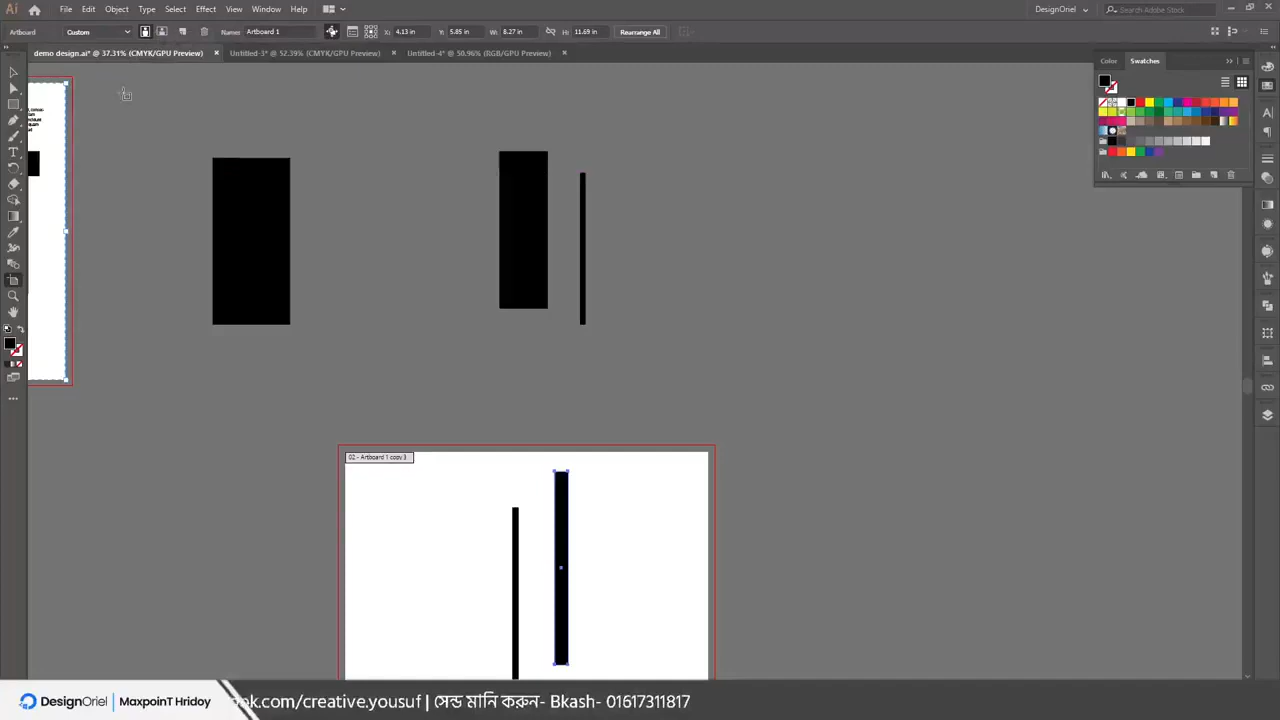 Ai File Edit Object Type Select Effect View Window Help DesignOriel Search Adobe Stock
Artboard Custom Name: Artboard 1 X: 4.13 in Y: 5.85 in W: 8.27 in H: 11.69 in Rearrange All
demo design.ai* @ 37.31% (CMYK/GPU Preview) × Untitled-3* @ 52.39% (CMYK/GPU Preview) × Untitled-4* @ 50.96% (RGB/GPU Preview) ×
Color Swatches
02 - Artboard 1 copy 3
DesignOriel | MaxpoinT Hridoy ok.com/creative.yousuf | সেন্ড মানি করুন- Bkash- 01617311817